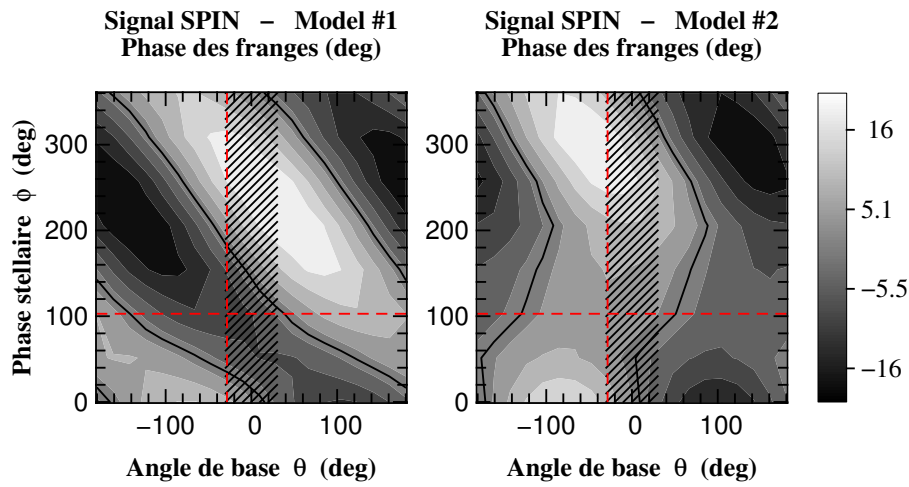 Signal SPIN – Model #1
Phase des franges (deg)
Signal SPIN – Model #2
Phase des franges (deg)
Phase stellaire ϕ (deg)
300
200
100
0
−100 0 100
Angle de base θ (deg)
300
200
100
0
−100 0 100
Angle de base θ (deg)
16
5.1
−5.5
−16